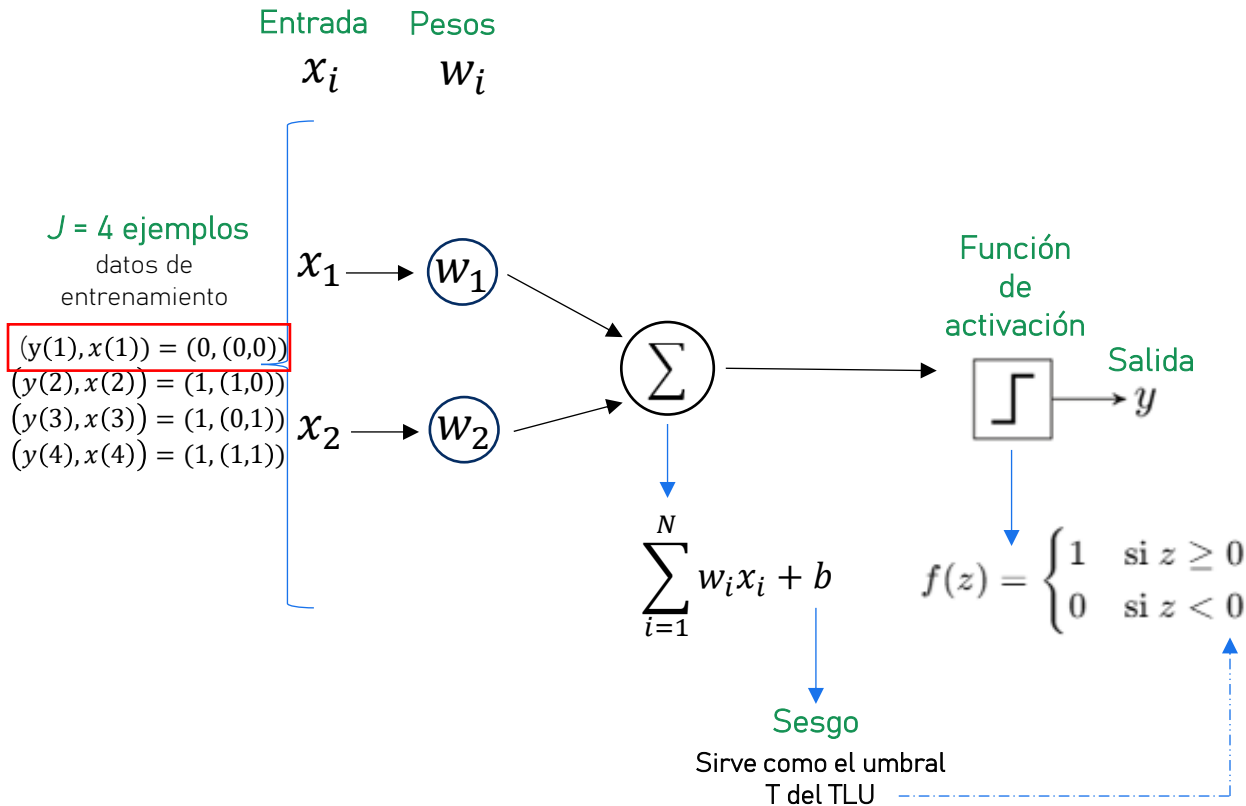 Entrada Pesos
x_i w_i
J = 4 ejemplos
datos de
entrenamiento
(y(1), x(1)) = (0, (0,0))
(y(2), x(2)) = (1, (1,0))
(y(3), x(3)) = (1, (0,1))
(y(4), x(4)) = (1, (1,1))
x_1 w_1
x_2 w_2
∑
Función
de
activación
Salida
y
∑_{i=1}^{N} w_i x_i + b
f(z) = { 1 si z ≥ 0
0 si z < 0
Sesgo
Sirve como el umbral
T del TLU